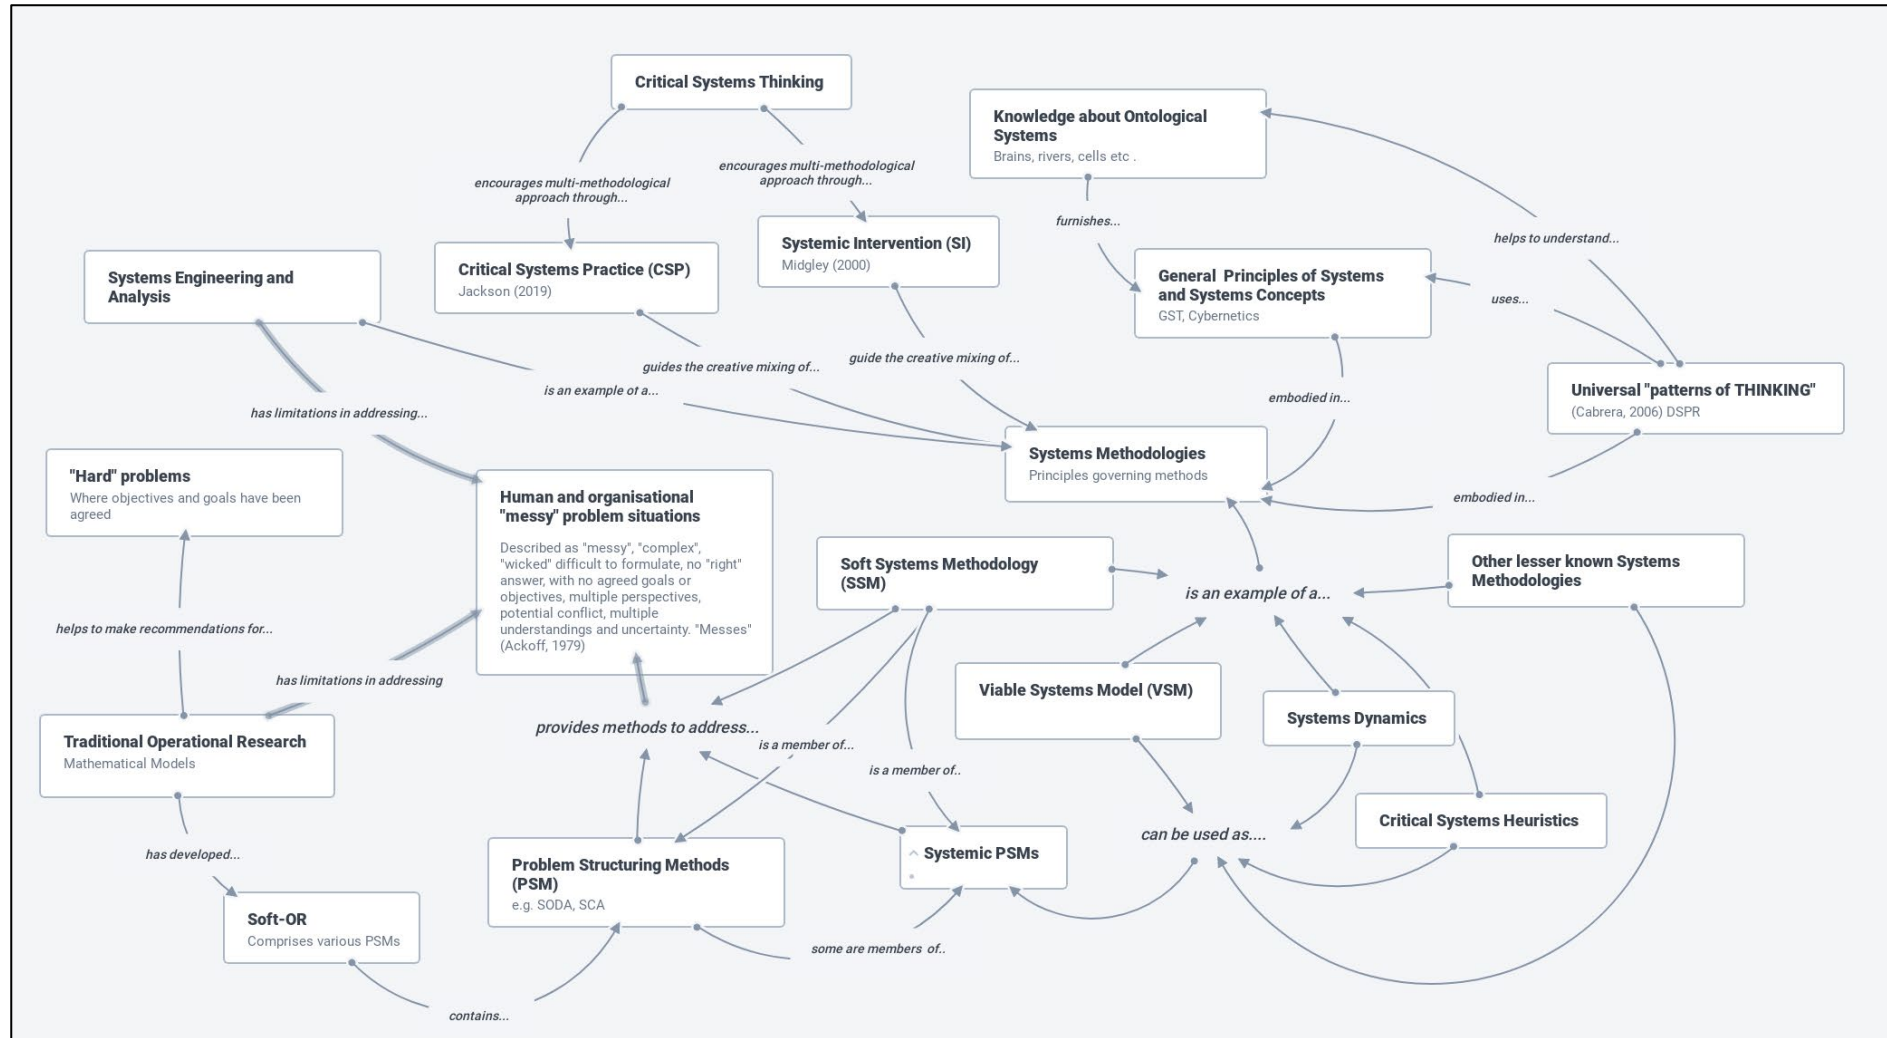 Critical Systems Thinking
Knowledge about Ontological
Systems
Brains, rivers, cells etc .
encourages multi-methodological
approach through...
encourages multi-methodological
approach through...
furnishes...
helps to understand...
Systemic Intervention (SI)
Midgley (2000)
Critical Systems Practice (CSP)
Jackson (2019)
Systems Engineering and
Analysis
General  Principles of Systems
and Systems Concepts
GST, Cybernetics
uses...
guides the creative mixing of...
guide the creative mixing of...
is an example of a...
has limitations in addressing...
embodied in...
Universal "patterns of THINKING"
(Cabrera, 2006) DSPR
Systems Methodologies
Principles governing methods
embodied in...
"Hard" problems
Where objectives and goals have been
agreed
Human and organisational
"messy" problem situations
Described as "messy", "complex",
"wicked" difficult to formulate, no "right"
answer, with no agreed goals or
objectives, multiple perspectives,
potential conflict, multiple
understandings and uncertainty. "Messes"
(Ackoff, 1979)
Soft Systems Methodology
(SSM)
is an example of a...
Other lesser known Systems
Methodologies
helps to make recommendations for...
has limitations in addressing
Viable Systems Model (VSM)
Systems Dynamics
provides methods to address...
is a member of...
is a member of..
Traditional Operational Research
Mathematical Models
Critical Systems Heuristics
can be used as....
has developed...
Problem Structuring Methods
(PSM)
e.g. SODA, SCA
Systemic PSMs
Soft-OR
Comprises various PSMs
some are members  of..
contains...